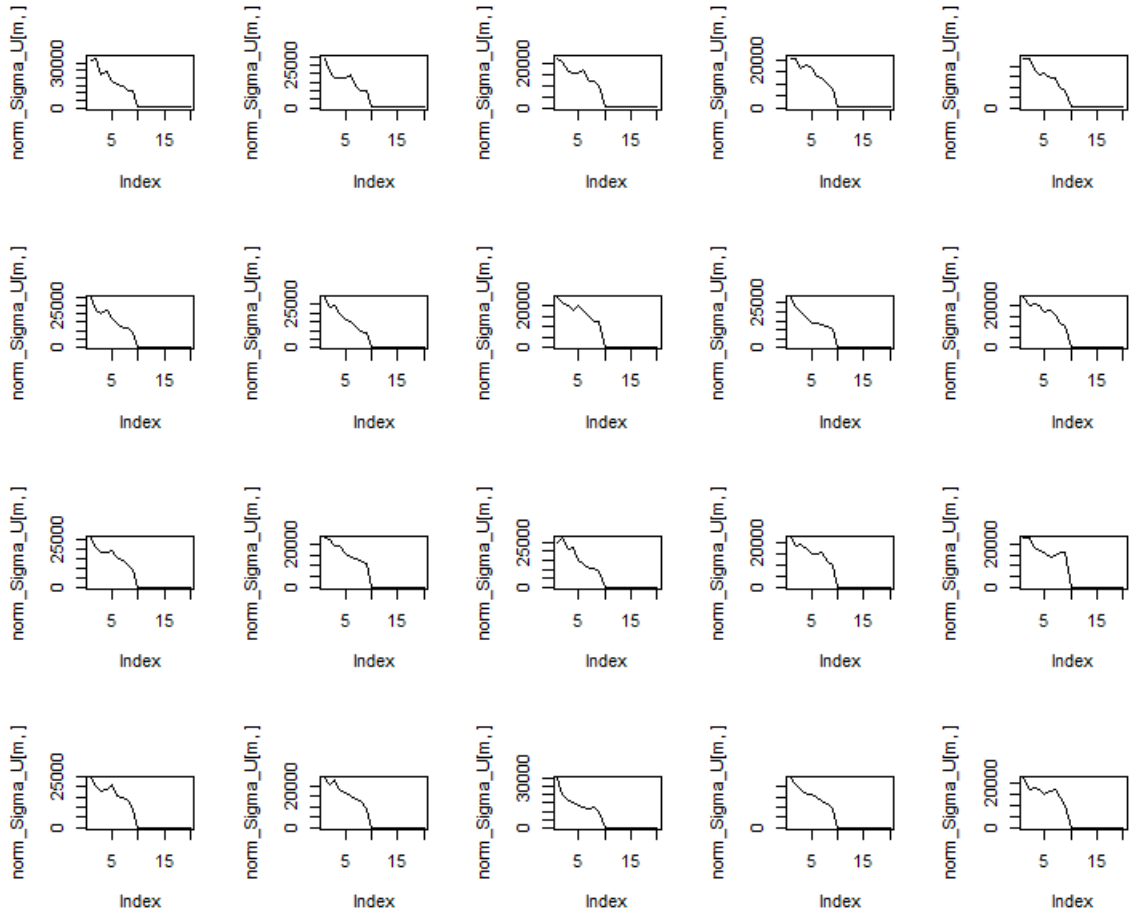 norm_Sigma_U[m, ] 0 30000 5 15 Index
norm_Sigma_U[m, ] 0 25000 5 15 Index
norm_Sigma_U[m, ] 0 20000 5 15 Index
norm_Sigma_U[m, ] 0 20000 5 15 Index
norm_Sigma_U[m, ] 0 5 15 Index
norm_Sigma_U[m, ] 0 25000 5 15 Index
norm_Sigma_U[m, ] 0 25000 5 15 Index
norm_Sigma_U[m, ] 0 20000 5 15 Index
norm_Sigma_U[m, ] 0 25000 5 15 Index
norm_Sigma_U[m, ] 0 20000 5 15 Index
norm_Sigma_U[m, ] 0 25000 5 15 Index
norm_Sigma_U[m, ] 0 20000 5 15 Index
norm_Sigma_U[m, ] 0 25000 5 15 Index
norm_Sigma_U[m, ] 0 20000 5 15 Index
norm_Sigma_U[m, ] 0 20000 5 15 Index
norm_Sigma_U[m, ] 0 25000 5 15 Index
norm_Sigma_U[m, ] 0 20000 5 15 Index
norm_Sigma_U[m, ] 0 30000 5 15 Index
norm_Sigma_U[m, ] 0 5 15 Index
norm_Sigma_U[m, ] 0 20000 5 15 Index